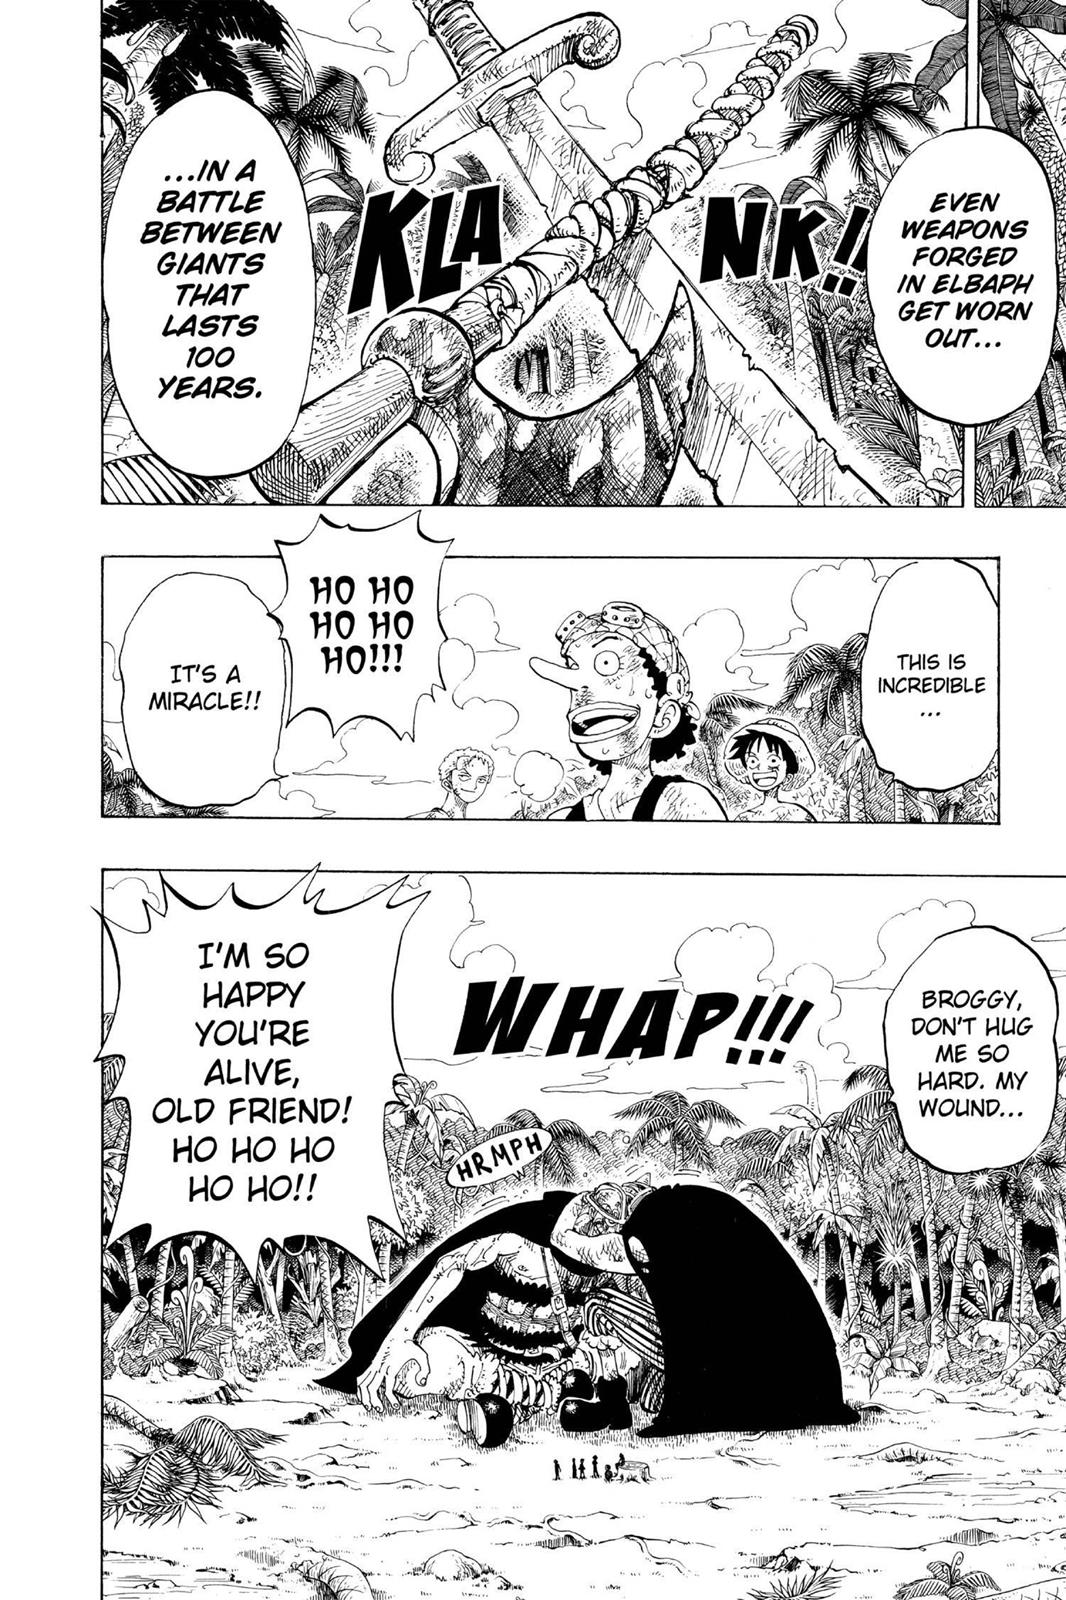 EVEN
WEAPONS
FORGED
IN ELBAPH
GET WORN
OUT...
KLA
NK!!
...IN A
BATTLE
BETWEEN
GIANTS
THAT
LASTS
100
YEARS.
THIS IS
INCREDIBLE
...
HO HO
HO HO
HO!!!
IT'S A
MIRACLE!!
BROGGY,
DON'T HUG
ME SO
HARD. MY
WOUND...
WHAP!!!
HRMPH
I'M SO
HAPPY
YOU'RE
ALIVE,
OLD FRIEND!
HO HO HO
HO HO!!